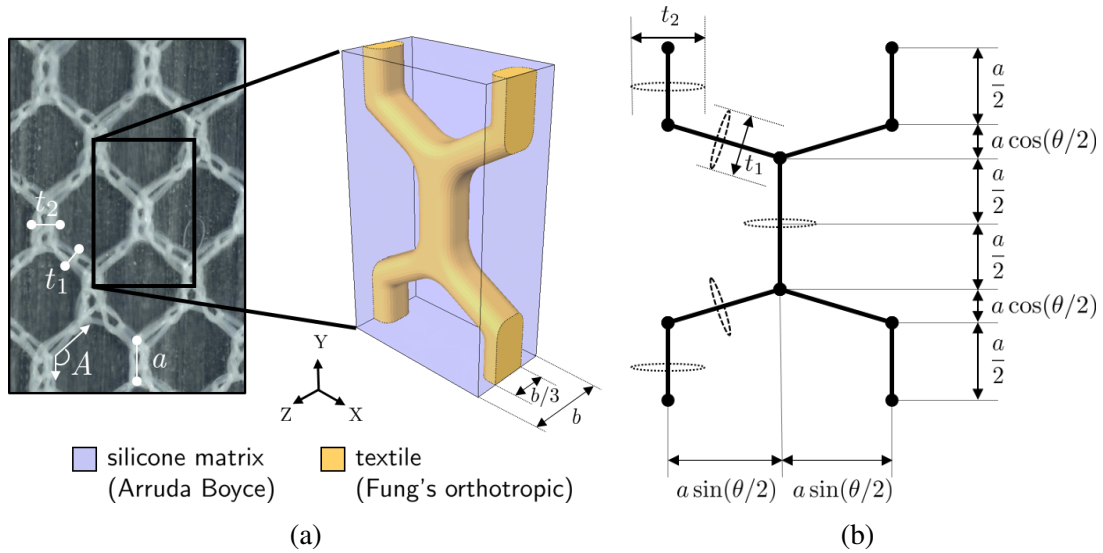 t₂
t₁
A
a
Y
Z
X
b/3
b
silicone matrix
(Arruda Boyce)
textile
(Fung's orthotropic)
(a)
t₂
t₁
a/2
a cos(θ/2)
a/2
a/2
a cos(θ/2)
a/2
a sin(θ/2)
a sin(θ/2)
(b)